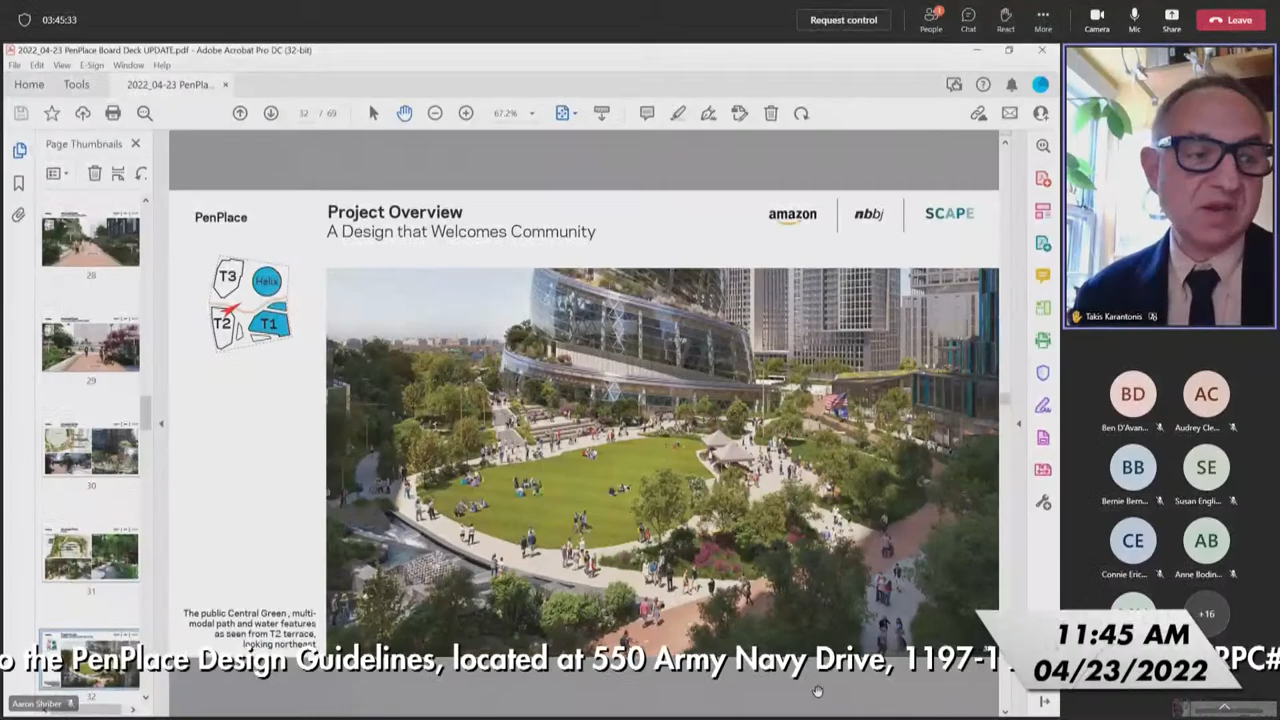 03:45:33
Request control
1
People
Chat
React
More
Camera
Mic
Share
Leave
2022_04-23 PenPlace Board Deck UPDATE.pdf - Adobe Acrobat Pro DC (32-bit)
File Edit View E-Sign Window Help
Home Tools 2022_04-23 PenPla... ×
32 / 69
67.2%
Page Thumbnails
28
29
30
31
32
PenPlace
Project Overview
A Design that Welcomes Community
amazon
nbbj
SCAPE
T3
Helix
T2
T1
The public Central Green , multi-
modal path and water features
as seen from T2 terrace,
looking northeast
Takis Karantonis
BD
AC
Ben D'Avan...
Audrey Cle...
BB
SE
Bernie Bern...
Susan Engli...
CE
AB
Connie Eric...
Anne Bodin...
+16
11:45 AM
04/23/2022
o the PenPlace Design Guidelines, located at 550 Army Navy Drive, 1197-1
RPC#
Aaron Shriber